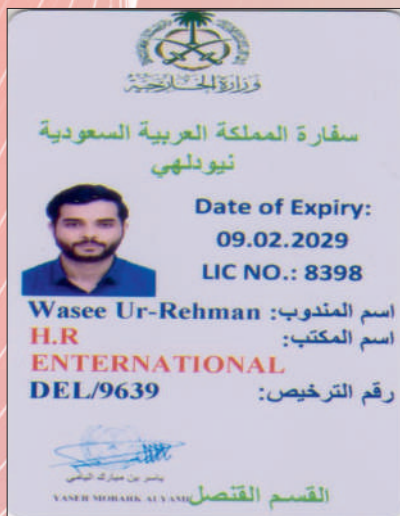 وزارة الخارجية
سفارة المملكة العربية السعودية
نيودلهي
Date of Expiry:
09.02.2029
LIC NO.: 8398
اسم المندوب: Wasee Ur-Rehman
اسم المكتب: H.R
ENTERNATIONAL
رقم الترخيص: DEL/9639
ياسر بن مبارك اليامي
YASER MOBARK ALYAMI
القسم القنصل